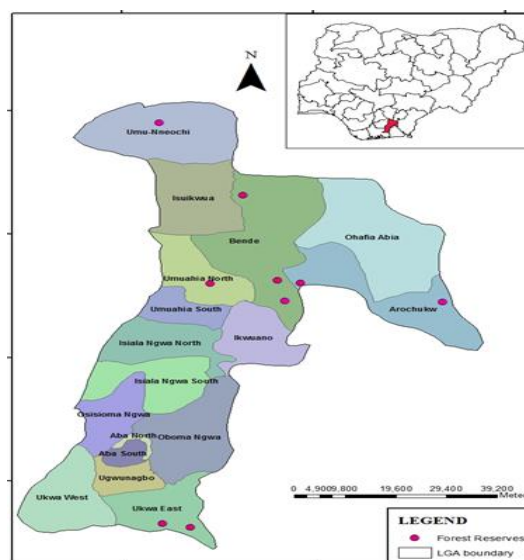 N
Umu-Nneochi
Isuikwua
Bende
Ohafia Abia
Umuahia North
Arochukw
Umuahia South
Ikwuano
Isiala Ngwa North
Isiala Ngwa South
Osisioma Ngwa
Aba North
Oboma Ngwa
Aba South
Ugwunagbo
Ukwa West
Ukwa East
0 4,9009,800 19,600 29,400 39,200
Mete
LEGEND
Forest Reserves
LGA boundary